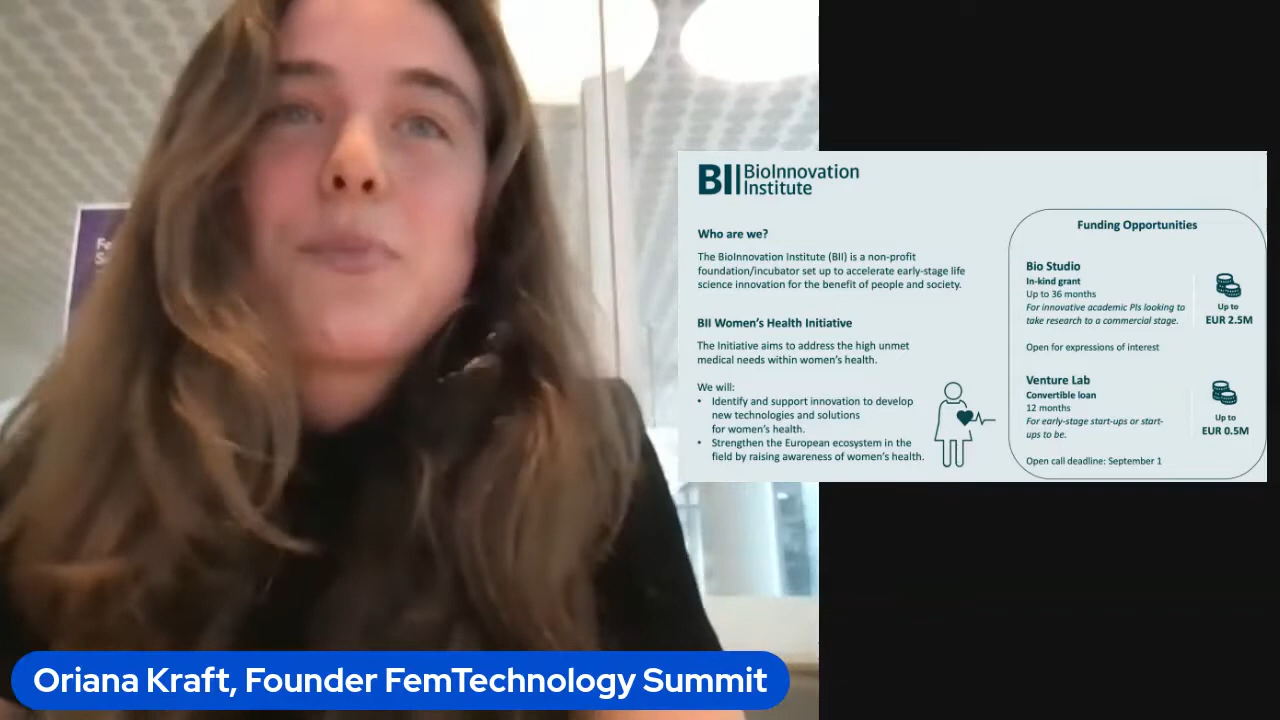 BII BioInnovation
Institute
Who are we?
The BioInnovation Institute (BII) is a non-profit
foundation/incubator set up to accelerate early-stage life
science innovation for the benefit of people and society.
BII Women's Health Initiative
The Initiative aims to address the high unmet
medical needs within women's health.
We will:
• Identify and support innovation to develop
new technologies and solutions
for women's health.
• Strengthen the European ecosystem in the
field by raising awareness of women's health.
Funding Opportunities
Bio Studio
In-kind grant
Up to 36 months
For innovative academic PIs looking to
take research to a commercial stage.
Open for expressions of interest
Up to
EUR 2.5M
Venture Lab
Convertible loan
12 months
For early-stage start-ups or start-
ups to be.
Open call deadline: September 1
Up to
EUR 0.5M
Oriana Kraft, Founder FemTechnology Summit